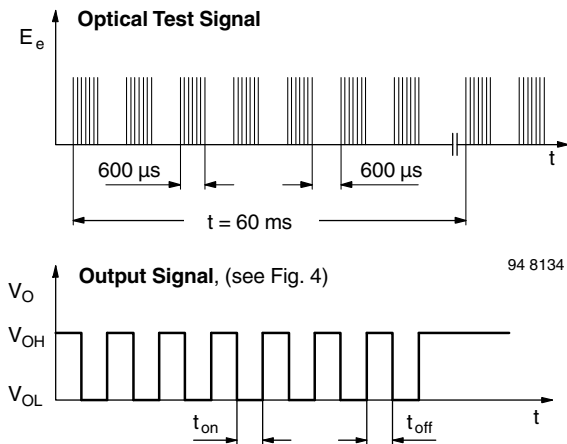 Optical Test Signal
E e
600 µs
600 µs
t
t = 60 ms
94 8134
Output Signal, (see Fig. 4)
V O
V OH
V OL
t on
t off
t